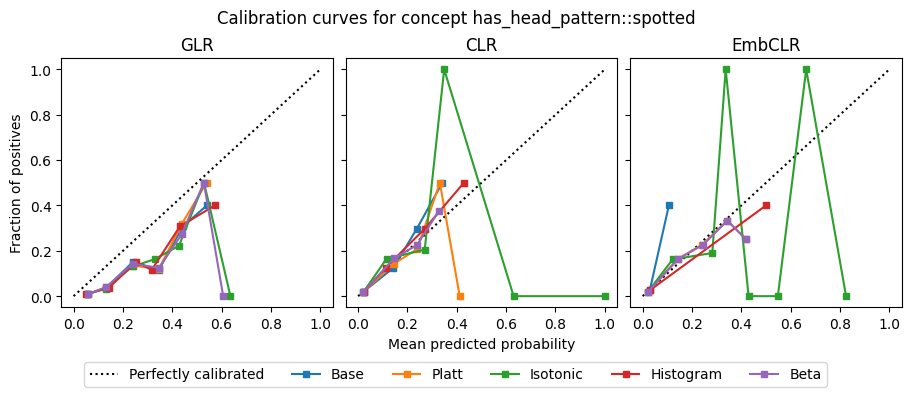 Calibration curves for concept has_head_pattern::spotted
GLR
CLR
EmbCLR
Fraction of positives
1.0
0.8
0.6
0.4
0.2
0.0
0.0 0.2 0.4 0.6 0.8 1.0
0.0 0.2 0.4 0.6 0.8 1.0
0.0 0.2 0.4 0.6 0.8 1.0
Mean predicted probability
Perfectly calibrated Base Platt Isotonic Histogram Beta